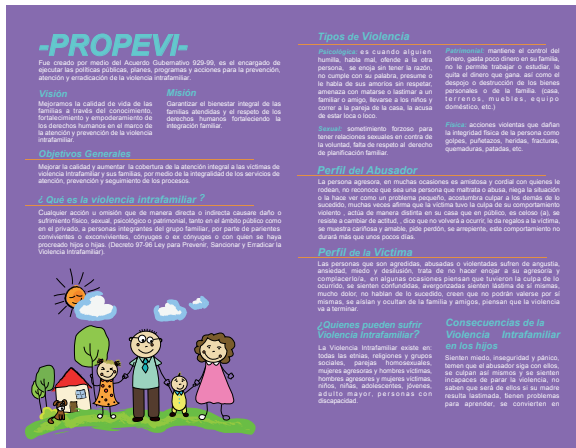 -PROPEVI-
Fue creado por medio del Acuerdo Gubernativo 929-99, es el encargado de
ejecutar las políticas públicas, planes, programas y acciones para la prevención,
atención y erradicación de la violencia intrafamiliar.
Visión
Mejoramos la calidad de vida de las
familias a través del conocimiento,
fortalecimiento y empoderamiento de
los derechos humanos en el marco de
la atención y prevención de la violencia
intrafamiliar.
Misión
Garantizar el bienestar integral de las
familias atendidas y el respeto de los
derechos humanos fortaleciendo la
integración familiar.
Objetivos Generales
Mejorar la calidad y aumentar la cobertura de la atención integral a las víctimas de
violencia Intrafamiliar y sus familias, por medio de la integralidad de los servicios de
atención, prevención y seguimiento de los procesos.
¿ Qué es la violencia intrafamiliar ?
Cualquier acción u omisión que de manera directa o indirecta causare daño o
sufrimiento físico, sexual, psicológico o patrimonial, tanto en el ámbito público como
en el privado, a personas integrantes del grupo familiar, por parte de parientes
convivientes o exconvivientes, cónyuges o ex cónyuges o con quien se haya
procreado hijos o hijas. (Decreto 97-96 Ley para Prevenir, Sancionar y Erradicar la
Violencia Intrafamiliar).
Tipos de Violencia
Psicológica: es cuando alguien
humilla, habla mal, ofende a la otra
persona, se enoja sin tener la razón,
no cumple con su palabra, presume o
le habla de sus amoríos sin respetar,
amenza con matarse o lastimar a un
familiar o amigo, llevarse a los niños y
correr a la pareja de la casa, la acusa
de estar loca o loco.
Sexual: sometimiento forzoso para
tener relaciones sexuales en contra de
la voluntad, falta de respeto al derecho
de planificación familiar.
Patrimonial: mantiene el control del
dinero, gasta poco dinero en su familia,
no le permite trabajar o estudiar, le
quita el dinero que gana. así como el
despojo o destrucción de los bienes
personales o de la familia. (casa,
terrenos, muebles, equipo
doméstico, etc.)
Física: acciones violentas que dañan
la integridad física de la persona como
golpes, puñetazos, heridas, fracturas,
quemaduras, patadas, etc.
Perfil del Abusador
La persona agresora, en muchas ocasiones es amistosa y cordial con quienes le
rodean, no reconoce que sea una persona que maltrata o abusa, niega la situación
o la hace ver como un problema pequeño, acostumbra culpar a los demás de lo
sucedido, muchas veces afirma que la víctima tuvo la culpa de su comportamiento
violento , actúa de manera distinta en su casa que en público, es celoso (a), se
resiste a cambiar de actitud, , dice que no volverá a ocurrir, le da regalos a la víctima,
se muestra cariñosa y amable, pide perdón, se arrepiente, este comportamiento no
durará más que unos pocos días.
Perfil de la Víctima
Las personas que son agredidas, abusadas o violentadas sufren de angustia,
ansiedad, miedo y desilusión, trata de no hacer enojar a su agresor/a y
complacerlo/a, en algunas ocasiones piensan que tuvieron la culpa de lo
ocurrido, se sienten confundidas, avergonzadas sienten lástima de sí mismas,
mucho dolor, no hablan de lo sucedido, creen que no podrán valerse por sí
mismas, se aíslan y ocultan de la familia y amigos, piensan que la violencia
va a terminar.
¿Quienes pueden sufrir
Violencia Intrafamiliar?
La Violencia Intrafamiliar existe en:
todas las etnias, religiones y grupos
sociales, parejas homosexuales,
mujeres agresoras y hombres víctimas,
hombres agresores y mujeres víctimas,
niños, niñas, adolescentes, jóvenes,
adulto mayor, personas con
discapacidad.
Consecuencias de la
Violencia Intrafamiliar
en los hijos
Sienten miedo, inseguridad y pánico,
temen que el abusador siga con ellos,
se culpan así mismos y se sienten
incapaces de parar la violencia, no
saben que será de ellos si su madre
resulta lastimada, tienen problemas
para aprender, se convierten en